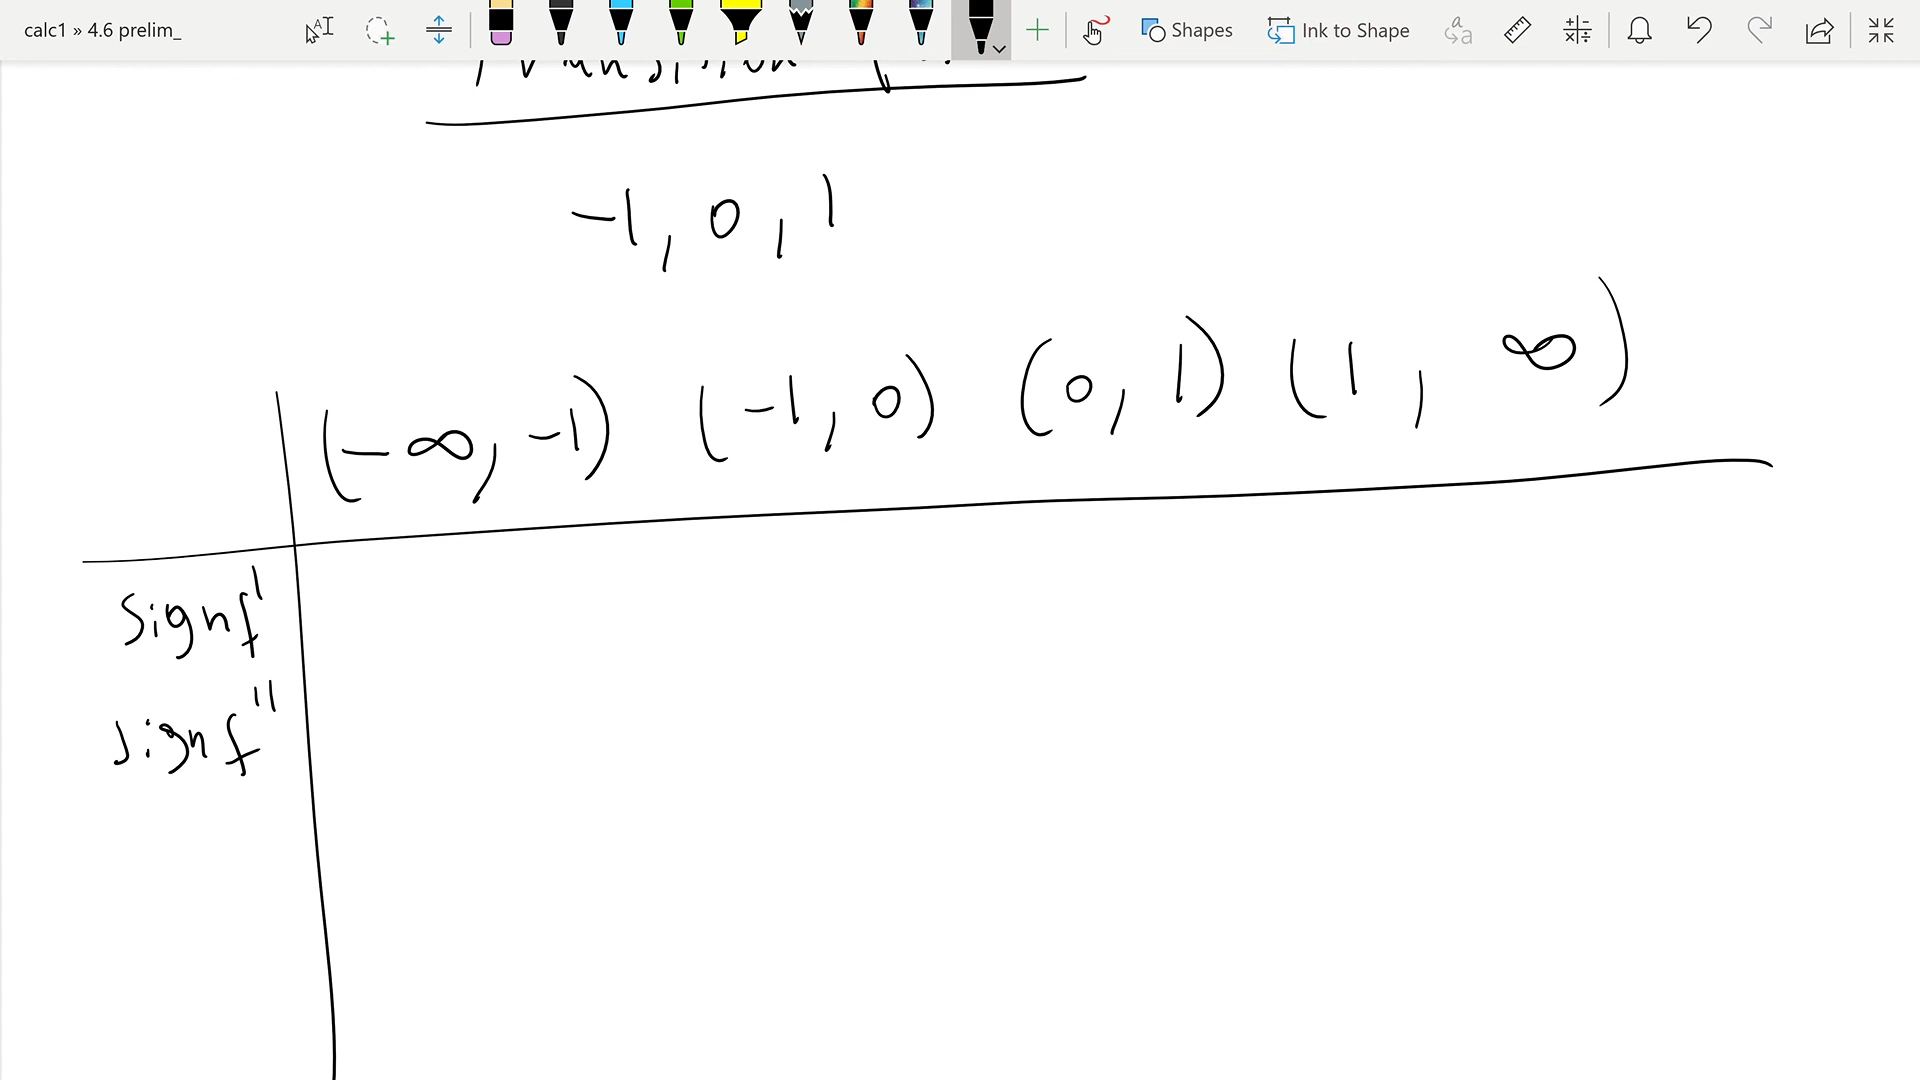 calc1 » 4.6 prelim_ Shapes Ink to Shape
-1, 0, 1
(-∞, -1) (-1, 0) (0, 1) (1, ∞)
Sign f'
Sign f''